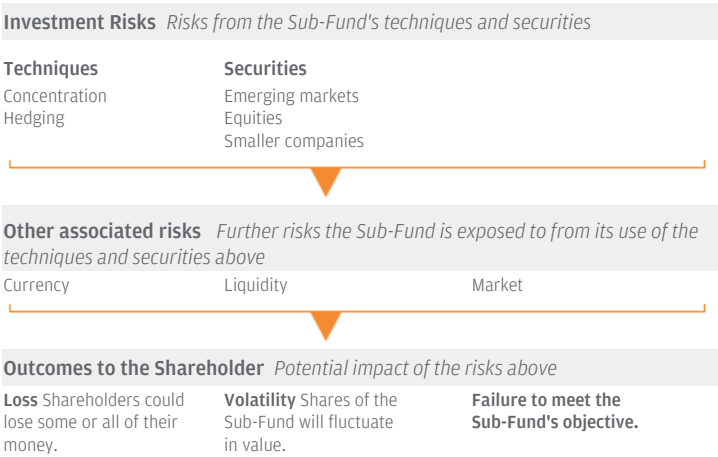 Investment Risks Risks from the Sub-Fund's techniques and securities
Techniques
Concentration
Hedging
Securities
Emerging markets
Equities
Smaller companies
Other associated risks Further risks the Sub-Fund is exposed to from its use of the
techniques and securities above
Currency
Liquidity
Market
Outcomes to the Shareholder Potential impact of the risks above
Loss Shareholders could
lose some or all of their
money.
Volatility Shares of the
Sub-Fund will fluctuate
in value.
Failure to meet the
Sub-Fund's objective.